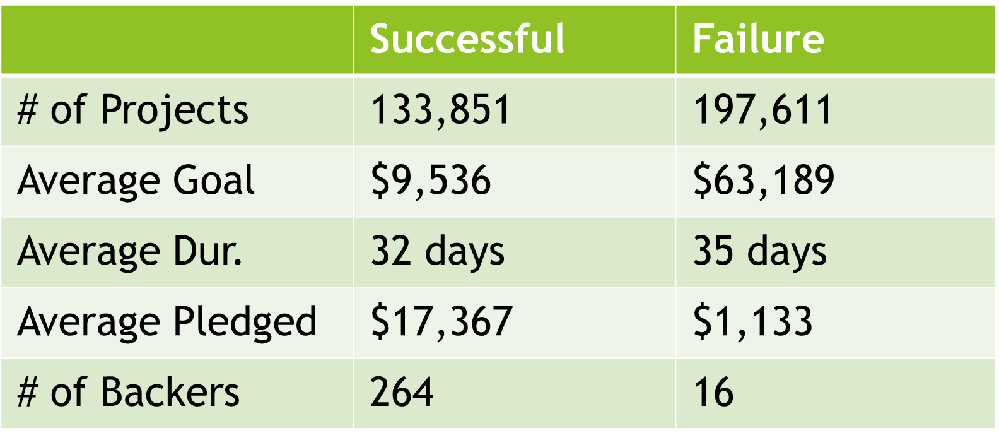 Successful Failure
# of Projects 133,851 197,611
Average Goal $9,536 $63,189
Average Dur. 32 days 35 days
Average Pledged $17,367 $1,133
# of Backers 264 16